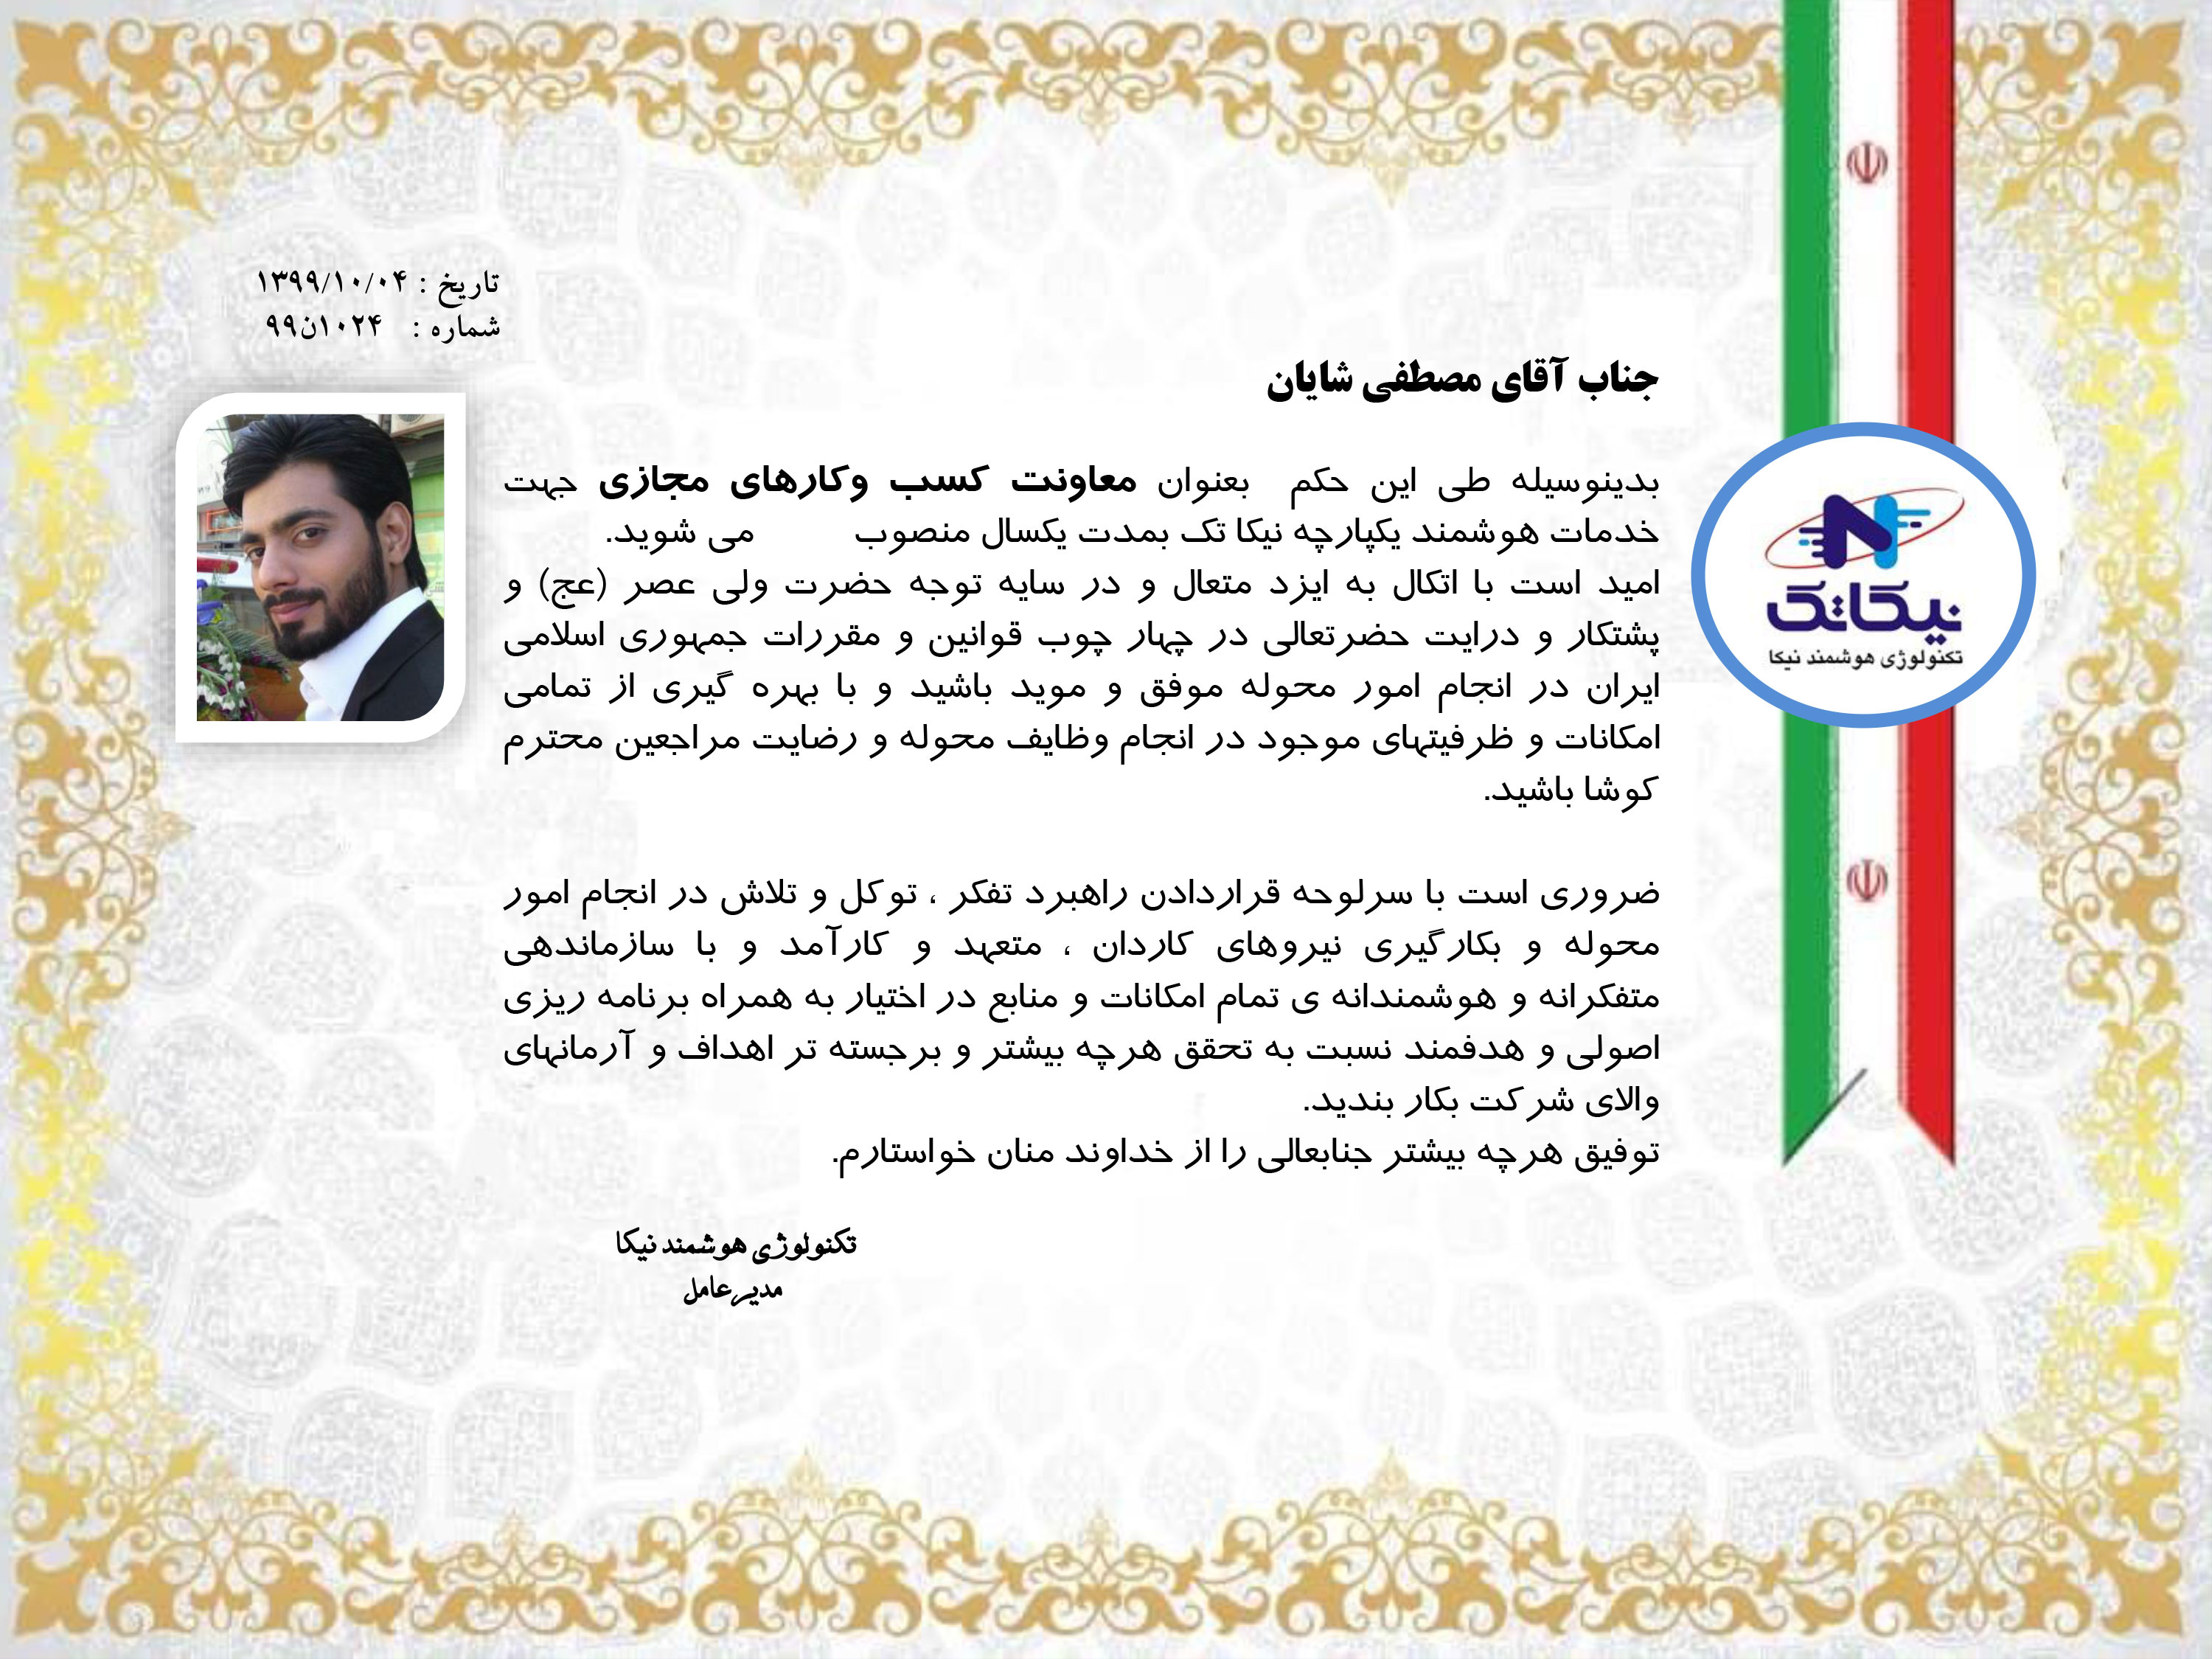 تاریخ : ۱۳۹۹/۱۰/۰۴
شماره : ۱۰۲۴ن۹۹
جناب آقای مصطفی شایان
بدینوسیله طی این حکم بعنوان معاونت کسب وکارهای مجازی جهت
خدمات هوشمند یکپارچه نیکا تک بمدت یکسال منصوب می شوید.
امید است با اتکال به ایزد متعال و در سایه توجه حضرت ولی عصر (عج) و
پشتکار و درایت حضرتعالی در چهار چوب قوانین و مقررات جمهوری اسلامی
ایران در انجام امور محوله موفق و موید باشید و با بهره گیری از تمامی
امکانات و ظرفیتهای موجود در انجام وظایف محوله و رضایت مراجعین محترم
کوشا باشید.
ضروری است با سرلوحه قراردادن راهبرد تفکر ، توکل و تلاش در انجام امور
محوله و بکارگیری نیروهای کاردان ، متعهد و کارآمد و با سازماندهی
متفکرانه و هوشمندانه ی تمام امکانات و منابع در اختیار به همراه برنامه ریزی
اصولی و هدفمند نسبت به تحقق هرچه بیشتر و برجسته تر اهداف و آرمانهای
والای شرکت بکار بندید.
توفیق هرچه بیشتر جنابعالی را از خداوند منان خواستارم.
تکنولوژی هوشمند نیکا
مدیرعامل
نیکاتک
تکنولوژی هوشمند نیکا